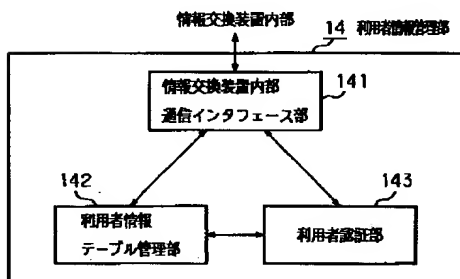 情報交換装置内部
14 利用者情報管理部
情報交換装置内部
通信インタフェース部
141
142
利用者情報
テーブル管理部
143
利用者認証部